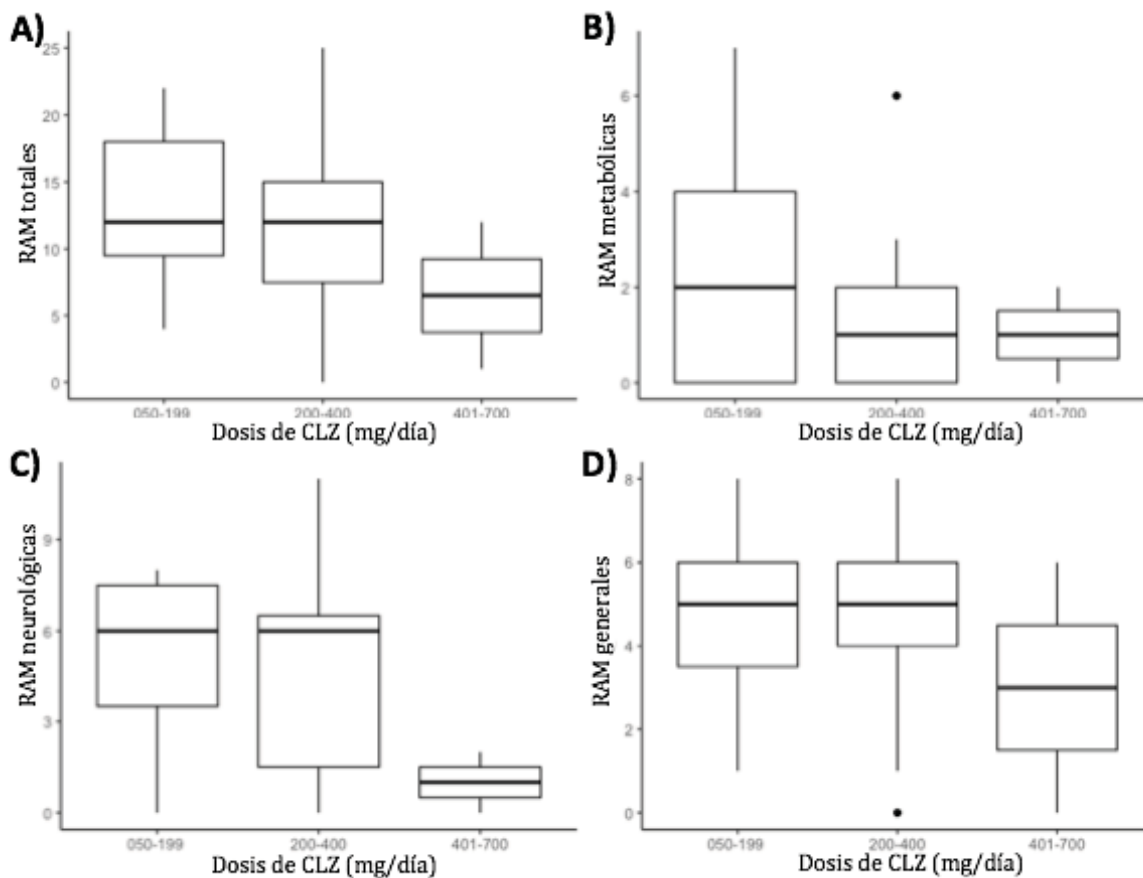 A)
RAM totales
25
20
15
10
5
0
050-199 200-400 401-700
Dosis de CLZ (mg/día)
B)
RAM metabólicas
6
4
2
0
050-199 200-400 401-700
Dosis de CLZ (mg/día)
C)
RAM neurológicas
9
6
3
0
050-199 200-400 401-700
Dosis de CLZ (mg/día)
D)
RAM generales
8
6
4
2
0
050-199 200-400 401-700
Dosis de CLZ (mg/día)